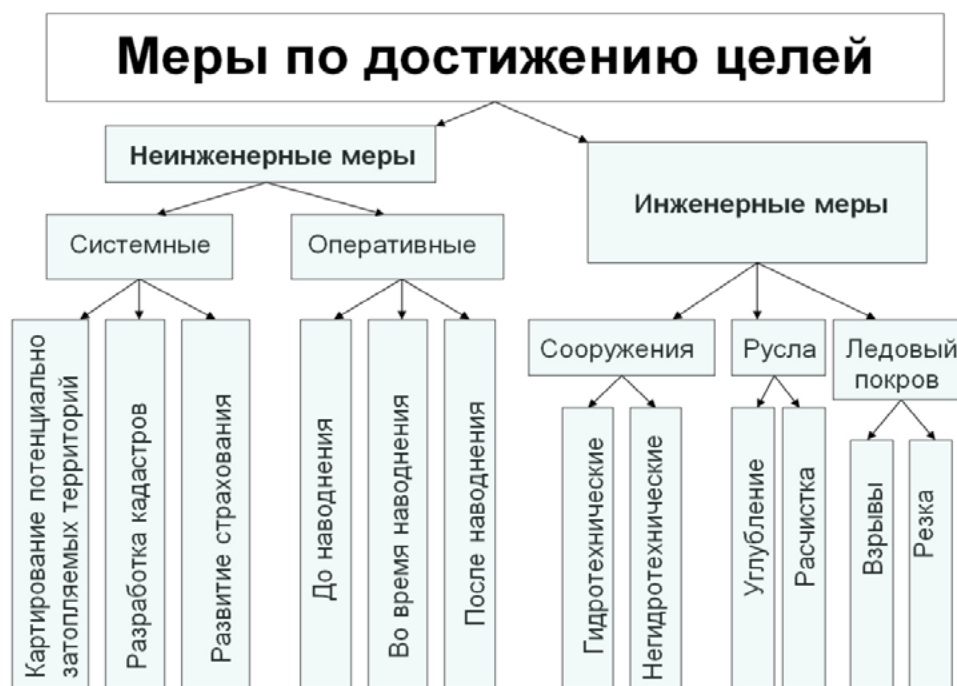 Меры по достижению целей
Неинженерные меры
Инженерные меры
Системные
Оперативные
Картирование потенциально
затопляемых территорий
Разработка кадастров
Развитие страхования
До наводнения
Во время наводнения
После наводнения
Сооружения
Русла
Ледовый
покров
Гидротехнические
Негидротехнические
Углубление
Расчистка
Взрывы
Резка